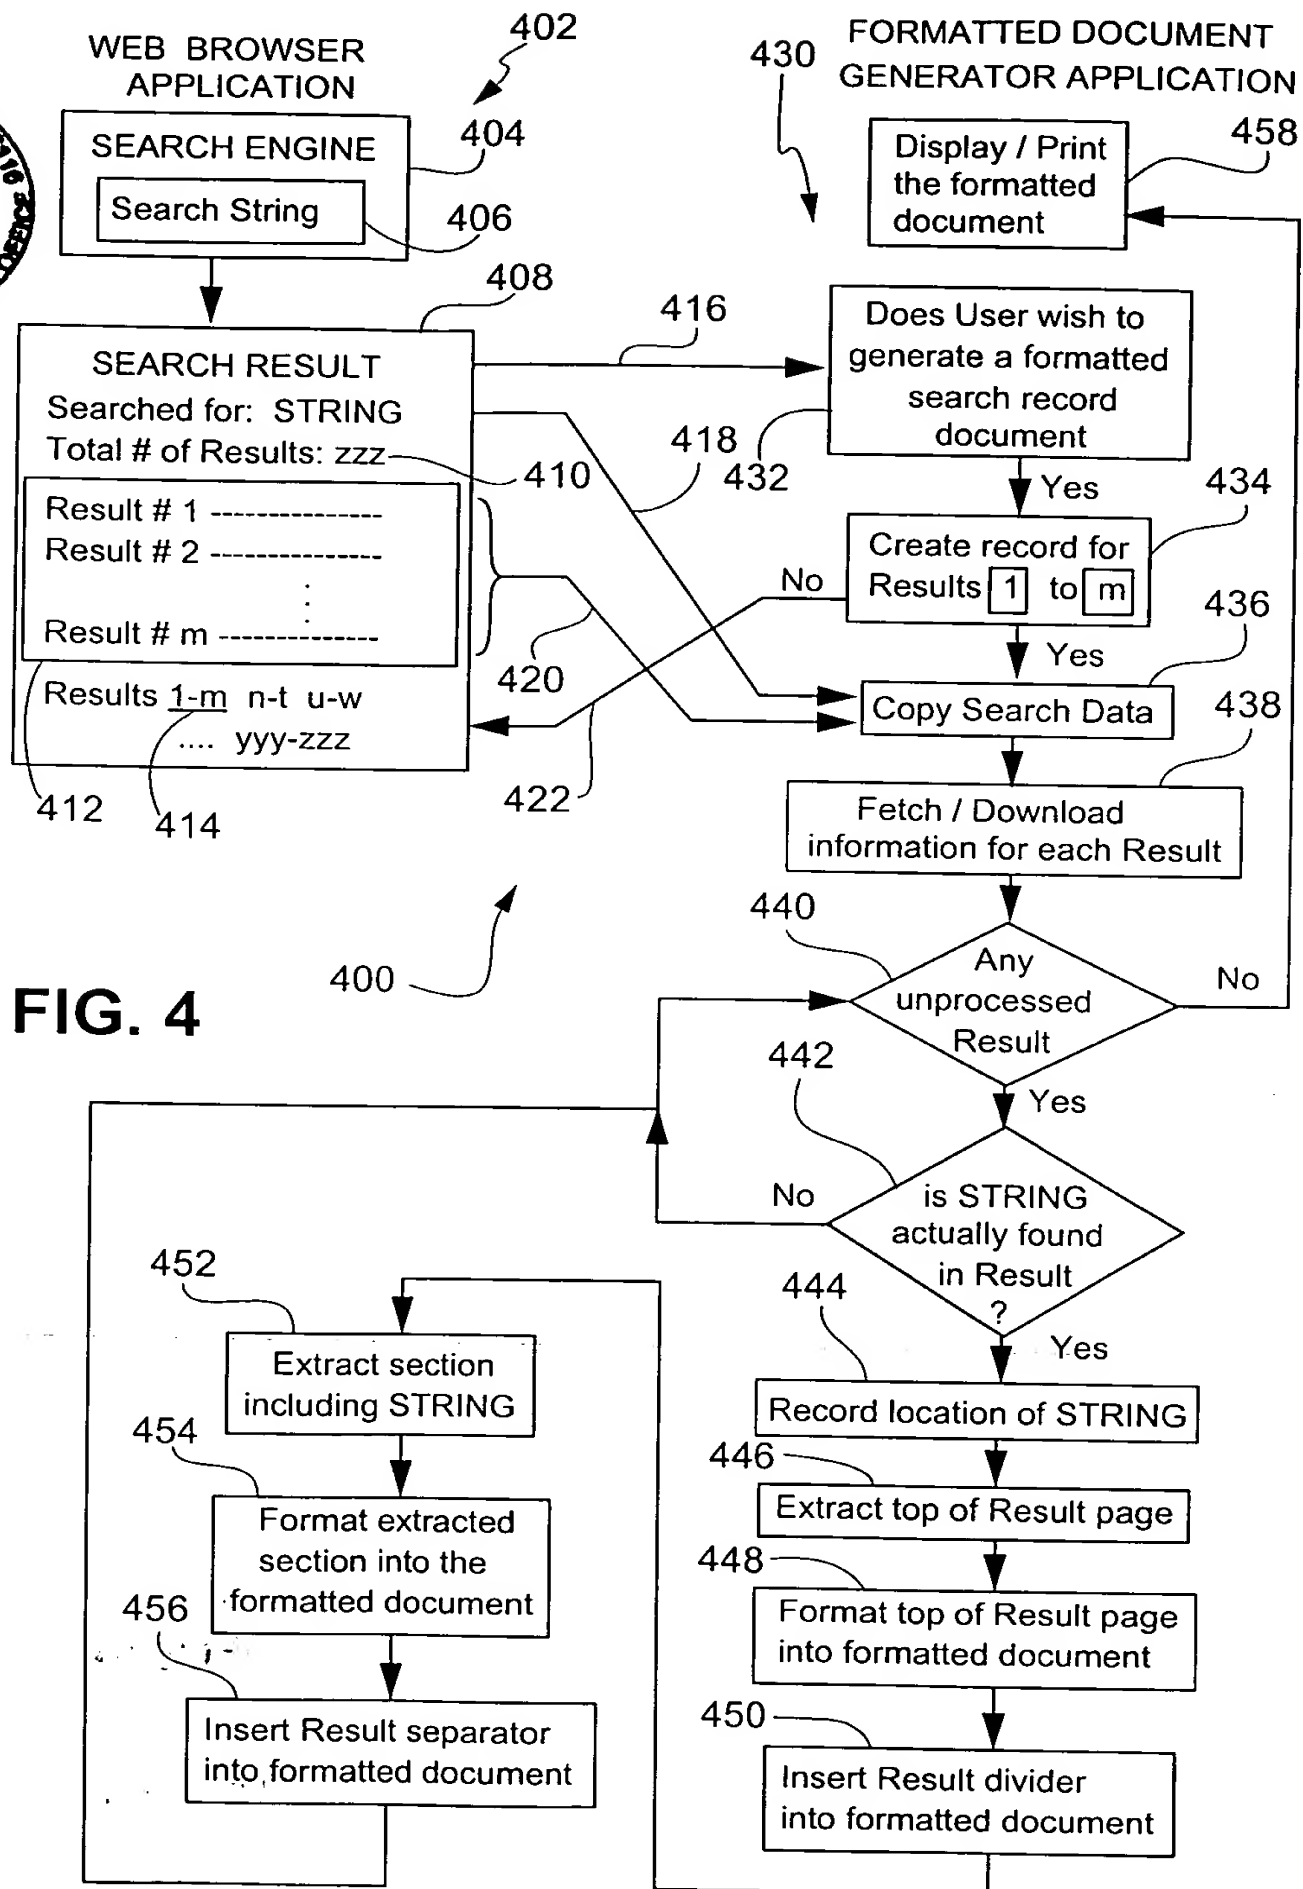 WEB BROWSER
APPLICATION
402
SEARCH ENGINE
404
Search String
406
408
SEARCH RESULT
Searched for: STRING
Total # of Results: zzz
410
Result # 1 ---------------
Result # 2 ---------------
.
.
.
Result # m --------------
Results 1-m n-t u-w
.... yyy-zzz
412
414
416
418
420
422
400
FIG. 4
FORMATTED DOCUMENT
GENERATOR APPLICATION
430
458
Display / Print
the formatted
document
Does User wish to
generate a formatted
search record
document
432
Yes
434
Create record for
Results 1 to m
No
Yes
436
Copy Search Data
438
Fetch / Download
information for each Result
440
Any
unprocessed
Result
No
Yes
442
is STRING
actually found
in Result
?
No
Yes
444
Record location of STRING
446
Extract top of Result page
448
Format top of Result page
into formatted document
450
Insert Result divider
into formatted document
452
Extract section
including STRING
454
Format extracted
section into the
formatted document
456
Insert Result separator
into formatted document
OFFICE